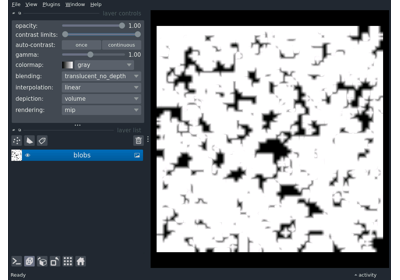 File View Plugins Window Help
layer controls
opacity: 1.00
contrast limits:
auto-contrast: once continuous
gamma: 1.00
colormap: gray
blending: translucent_no_depth
interpolation: linear
depiction: volume
rendering: mip
layer list
blobs
Ready activity